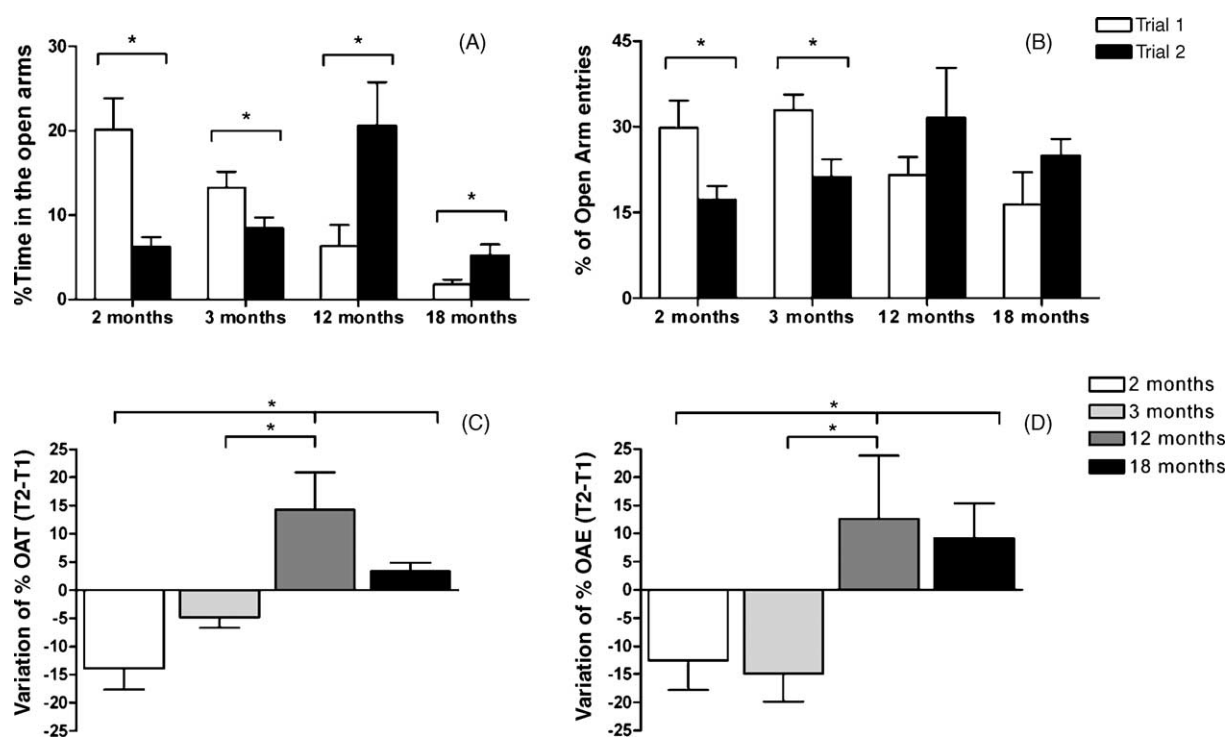 (A)
%Time in the open arms
30
20
10
0
*
*
*
*
2 months 3 months 12 months 18 months
(B)
% of Open Arm entries
45
30
15
0
*
*
2 months 3 months 12 months 18 months
Trial 1
Trial 2
(C)
Variation of % OAT (T2-T1)
25
20
15
10
5
0
-5
-10
-15
-20
-25
*
*
(D)
Variation of % OAE (T2-T1)
25
20
15
10
5
0
-5
-10
-15
-20
-25
*
*
2 months
3 months
12 months
18 months